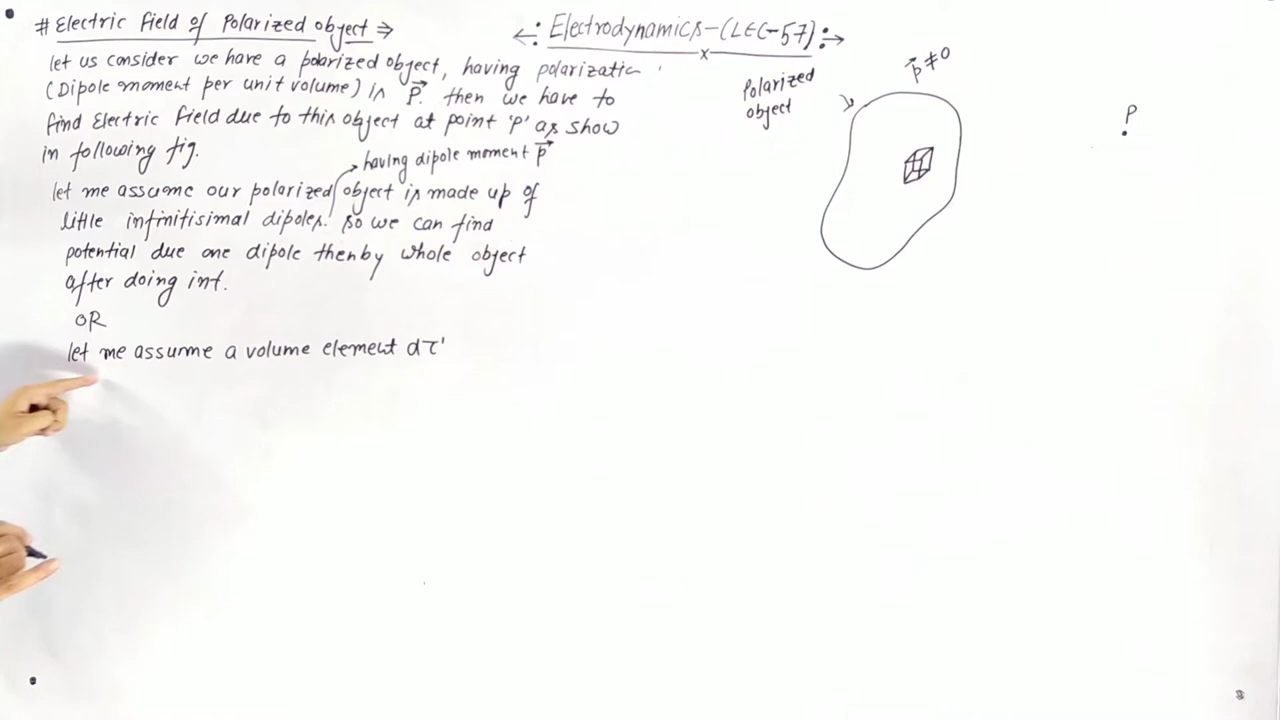 # Electric Field of Polarized object ⇒
←: Electrodynamics-(LEC-57) :→
x
let us consider we have a polarized object, having polarizatic
(Dipole moment per unit volume) is P⃗. then we have to
find Electric field due to this object at point 'P' as show
in following fig.
having dipole moment p⃗
let me assume our polarized object is made up of
little infinitisimal dipoles. so we can find
potential due one dipole then by whole object
after doing int.
OR
let me assume a volume element dτ'
Polarized
object
p⃗ ≠ 0
P